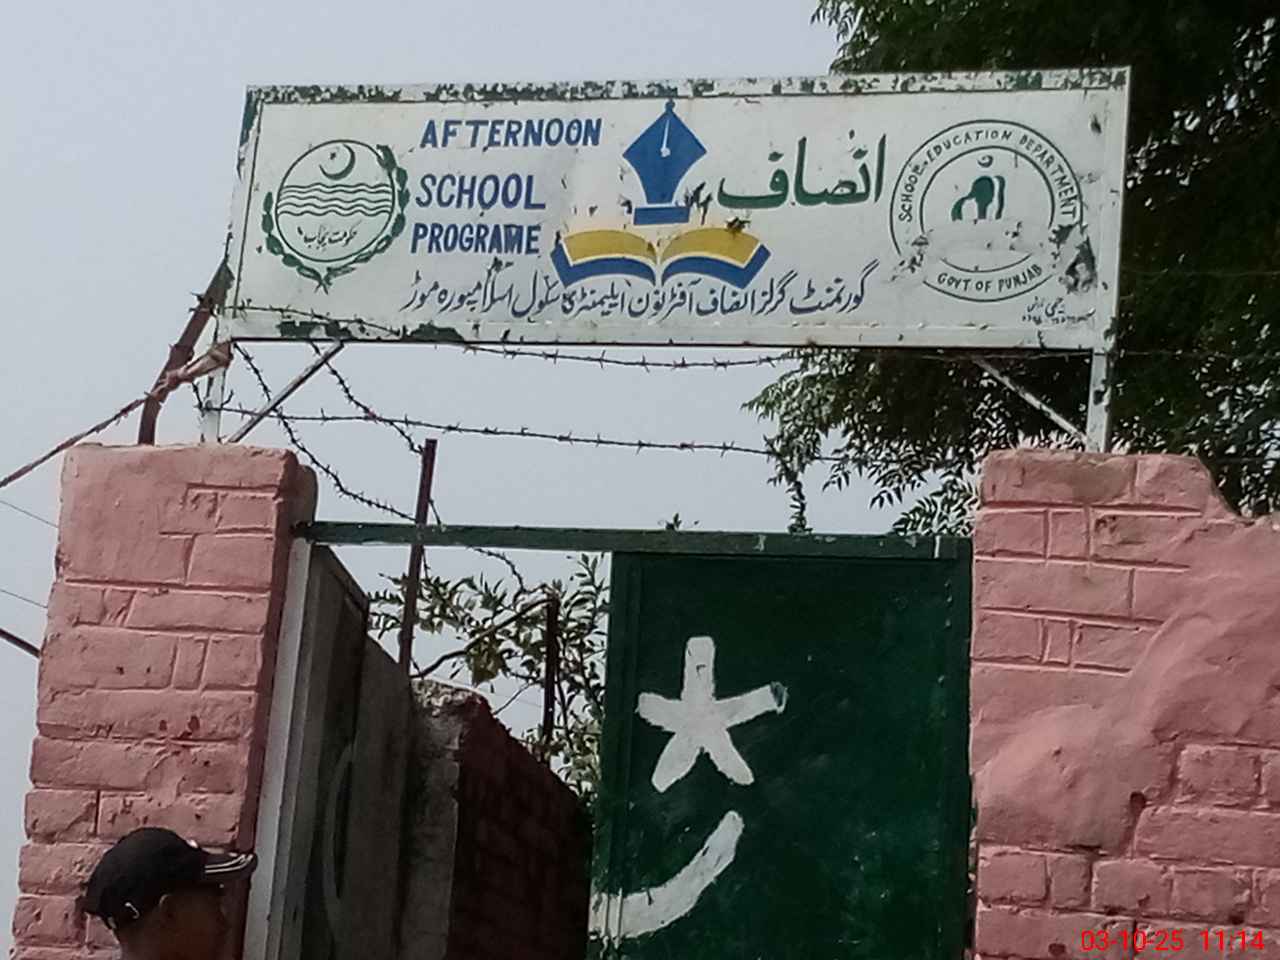 AFTERNOON
SCHOOL
PROGRAME
انصاف
حکومت پنجاب
SCHOOL EDUCATION DEPARTMENT
GOVT OF PUNJAB
گورنمنٹ گرلز انصاف آفٹرنون ایلیمنٹری سکول اسلامپورہ موڑ
03-10-25 11:14